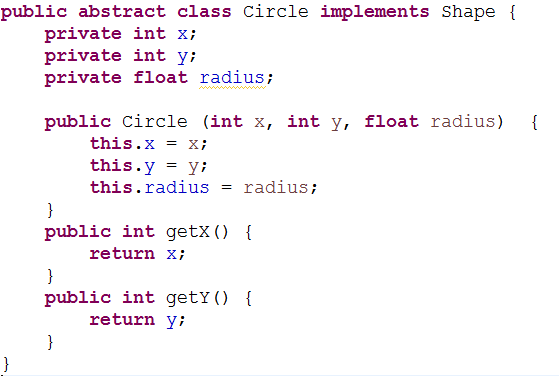 public abstract class Circle implements Shape {
    private int x;
    private int y;
    private float radius;

    public Circle (int x, int y, float radius)  {
        this.x = x;
        this.y = y;
        this.radius = radius;
    }
    public int getX() {
        return x;
    }
    public int getY() {
        return y;
    }
}